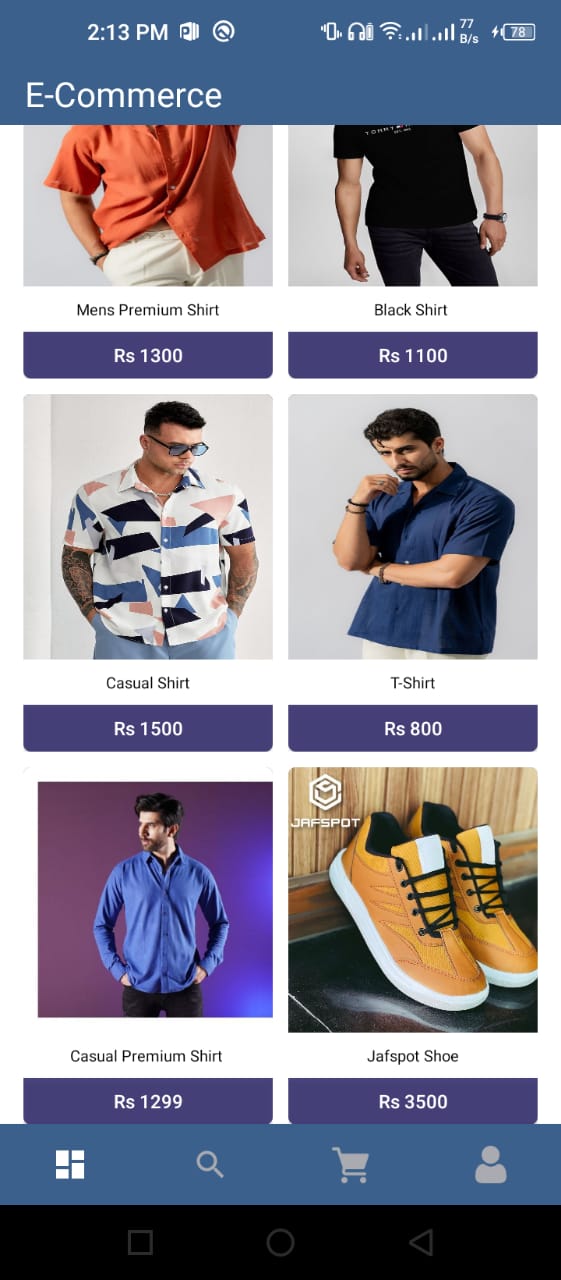 2:13 PM
77
B/s
78
E-Commerce
TOMMY
Mens Premium Shirt
Black Shirt
Rs 1300
Rs 1100
Casual Shirt
T-Shirt
Rs 1500
Rs 800
JAFSPOT
Casual Premium Shirt
Jafspot Shoe
Rs 1299
Rs 3500